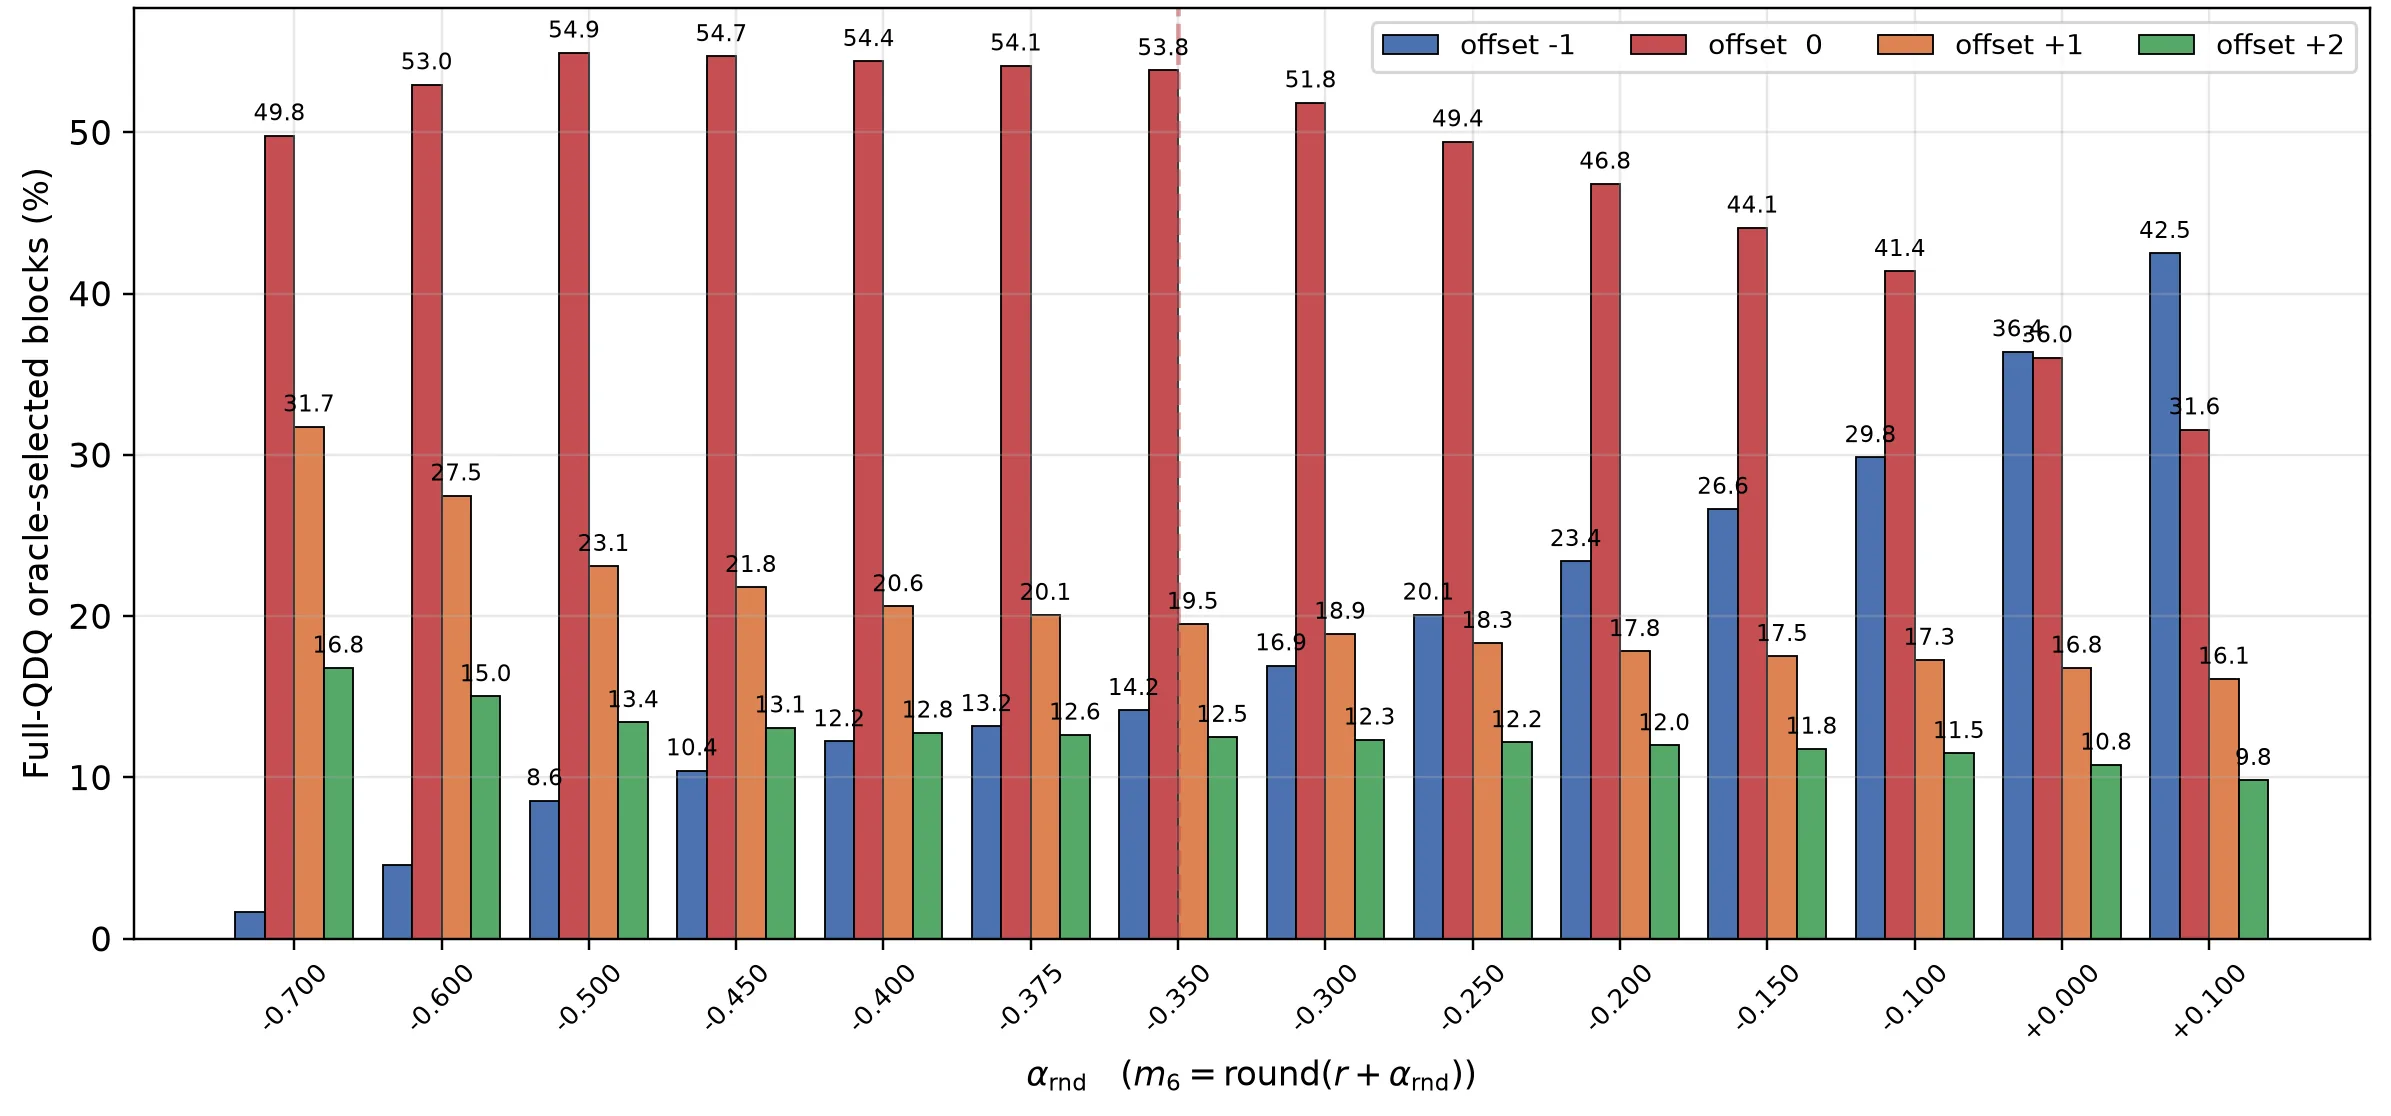 offset -1 offset 0 offset +1 offset +2
Full-QDQ oracle-selected blocks (%)
50
40
30
20
10
0
49.8 31.7 16.8
53.0 27.5 15.0
8.6 54.9 23.1 13.4
10.4 54.7 21.8 13.1
12.2 54.4 20.6 12.8
13.2 54.1 20.1 12.6
14.2 53.8 19.5 12.5
16.9 51.8 18.9 12.3
20.1 49.4 18.3 12.2
23.4 46.8 17.8 12.0
26.6 44.1 17.5 11.8
29.8 41.4 17.3 11.5
36.4 36.0 16.8 10.8
42.5 31.6 16.1 9.8
-0.700 -0.600 -0.500 -0.450 -0.400 -0.375 -0.350 -0.300 -0.250 -0.200 -0.150 -0.100 +0.000 +0.100
α_rnd (m_6 = round(r + α_rnd))